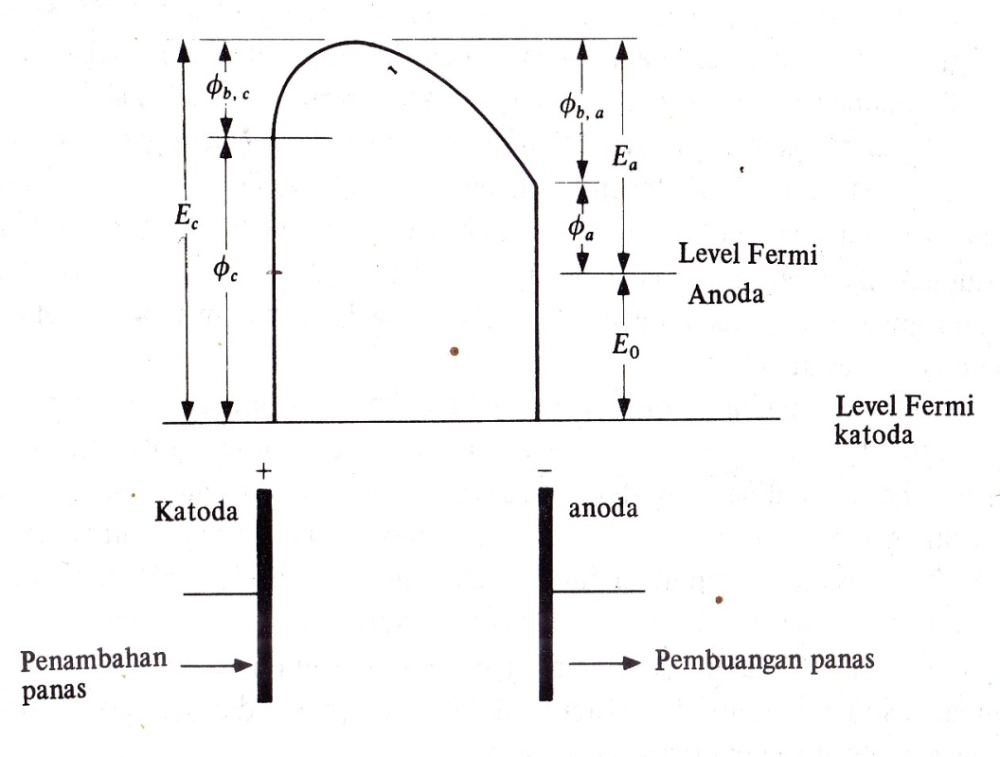 ϕb, c
ϕb, a
Ea
Ec
ϕa
ϕc
Level Fermi
Anoda
E0
Level Fermi
katoda
+
−
Katoda
anoda
Penambahan
panas
Pembuangan panas